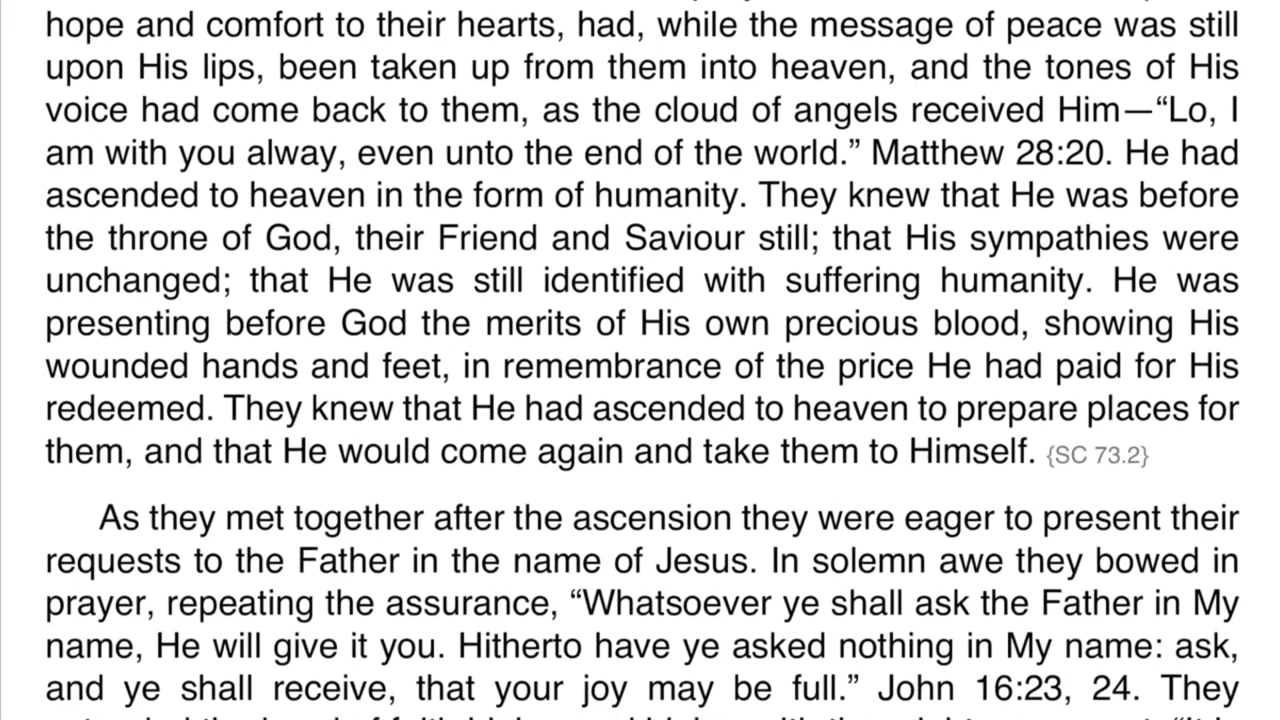 hope and comfort to their hearts, had, while the message of peace was still
upon His lips, been taken up from them into heaven, and the tones of His
voice had come back to them, as the cloud of angels received Him—“Lo, I
am with you alway, even unto the end of the world.” Matthew 28:20. He had
ascended to heaven in the form of humanity. They knew that He was before
the throne of God, their Friend and Saviour still; that His sympathies were
unchanged; that He was still identified with suffering humanity. He was
presenting before God the merits of His own precious blood, showing His
wounded hands and feet, in remembrance of the price He had paid for His
redeemed. They knew that He had ascended to heaven to prepare places for
them, and that He would come again and take them to Himself. {SC 73.2}
As they met together after the ascension they were eager to present their
requests to the Father in the name of Jesus. In solemn awe they bowed in
prayer, repeating the assurance, “Whatsoever ye shall ask the Father in My
name, He will give it you. Hitherto have ye asked nothing in My name: ask,
and ye shall receive, that your joy may be full.” John 16:23, 24. They